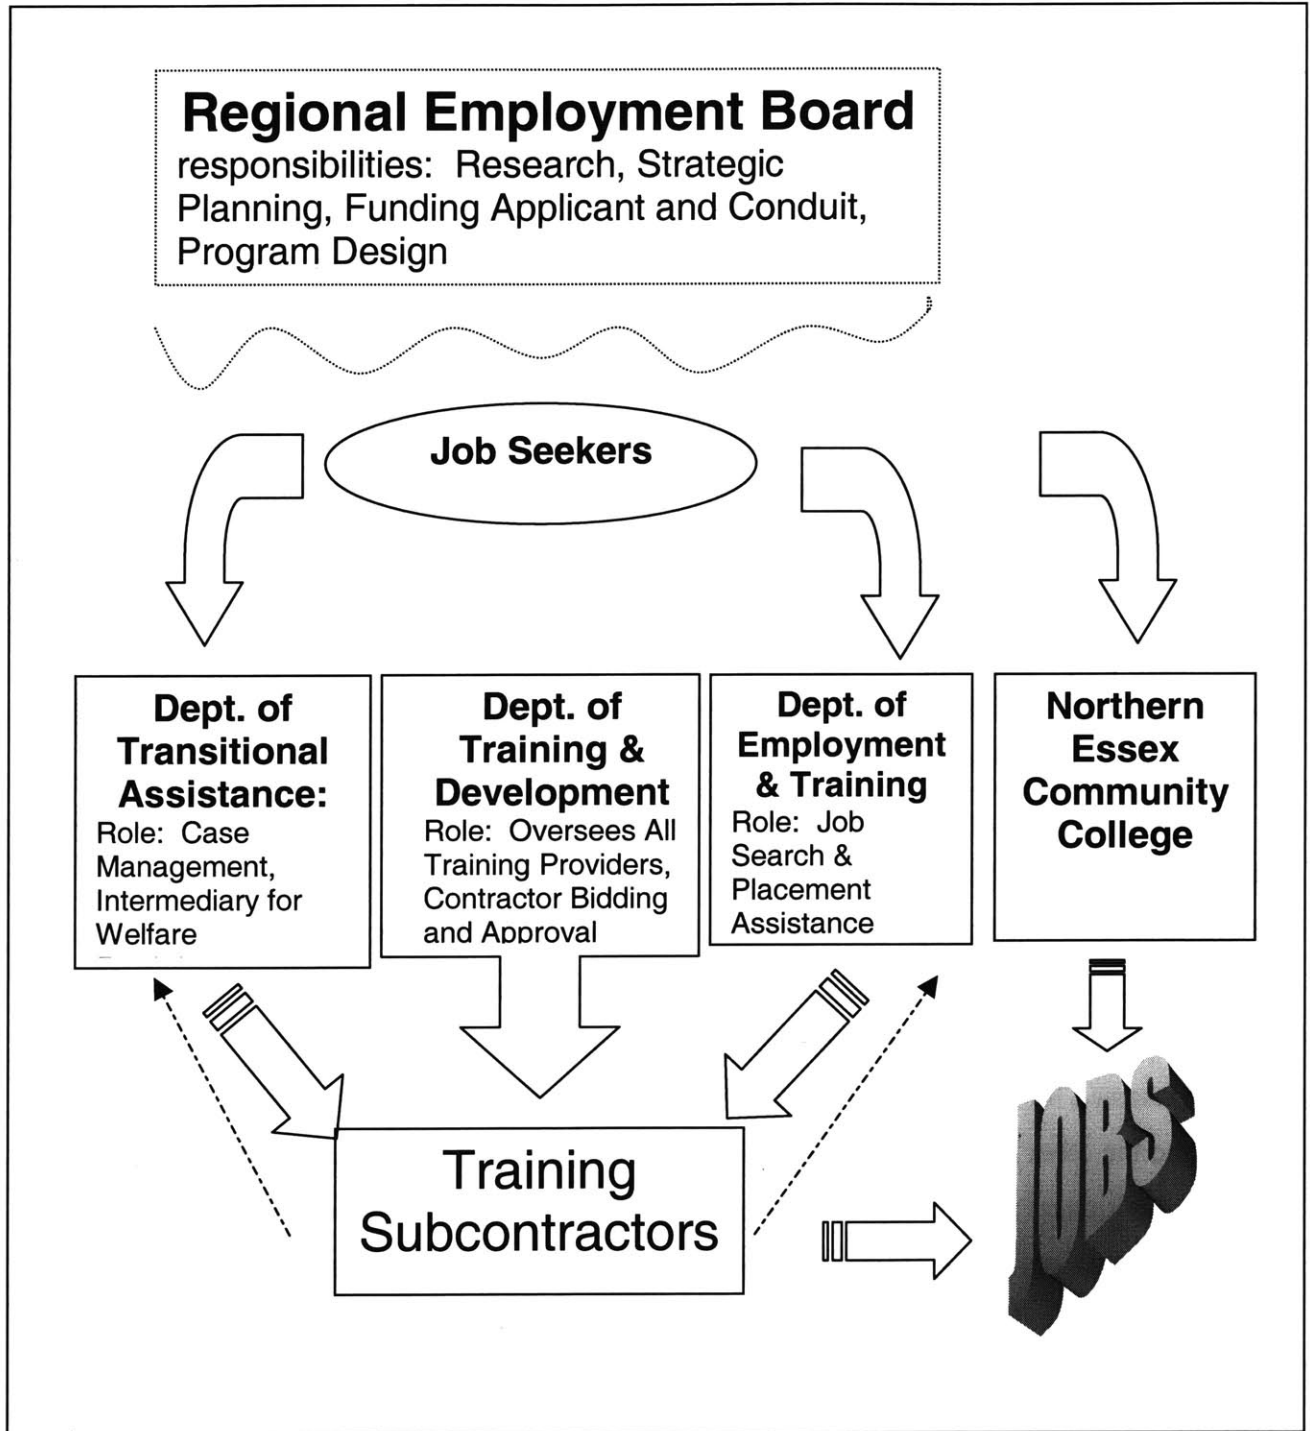 Regional Employment Board
responsibilities: Research, Strategic
Planning, Funding Applicant and Conduit,
Program Design
Job Seekers
Dept. of
Transitional
Assistance:
Role: Case
Management,
Intermediary for
Welfare
Dept. of
Training &
Development
Role: Oversees All
Training Providers,
Contractor Bidding
and Approval
Dept. of
Employment
& Training
Role: Job
Search &
Placement
Assistance
Northern
Essex
Community
College
Training
Subcontractors
JOBS